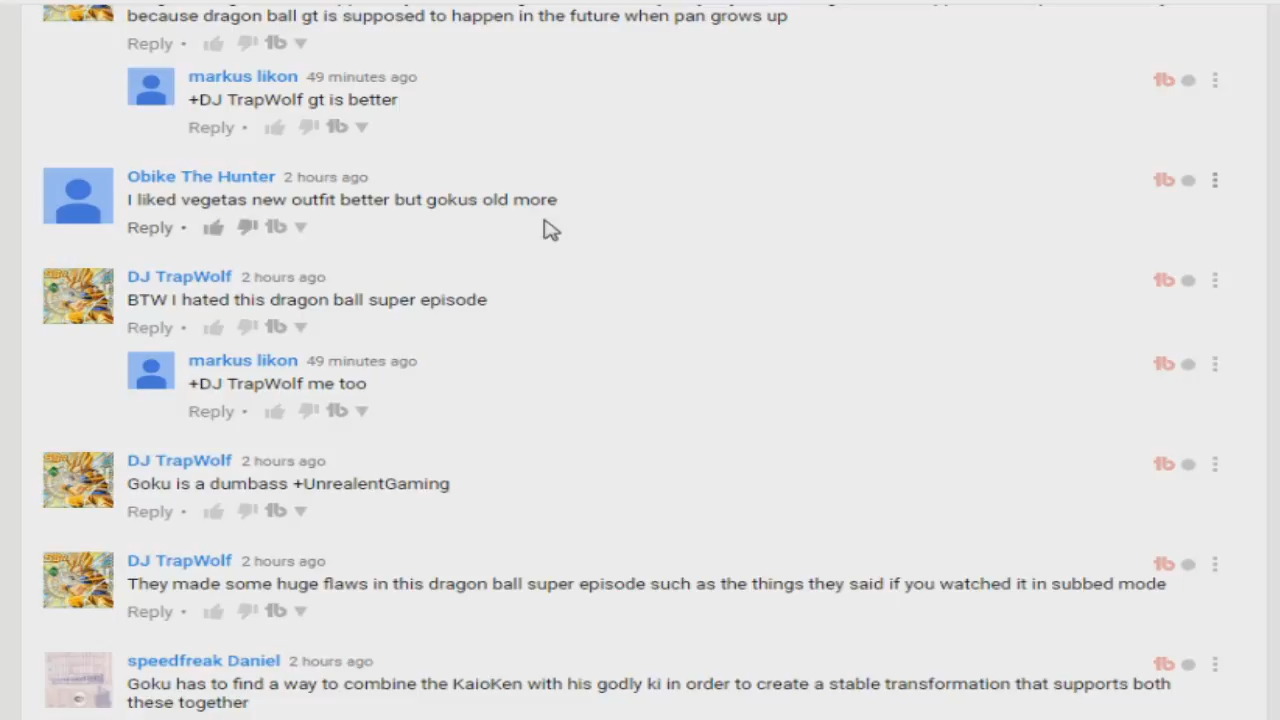 because dragon ball gt is supposed to happen in the future when pan grows up
Reply •
markus likon 49 minutes ago
+DJ TrapWolf gt is better
Reply •
Obike The Hunter 2 hours ago
I liked vegetas new outfit better but gokus old more
Reply •
DJ TrapWolf 2 hours ago
BTW I hated this dragon ball super episode
Reply •
markus likon 49 minutes ago
+DJ TrapWolf me too
Reply •
DJ TrapWolf 2 hours ago
Goku is a dumbass +UnrealentGaming
Reply •
DJ TrapWolf 2 hours ago
They made some huge flaws in this dragon ball super episode such as the things they said if you watched it in subbed mode
Reply •
speedfreak Daniel 2 hours ago
Goku has to find a way to combine the KaioKen with his godly ki in order to create a stable transformation that supports both
these together